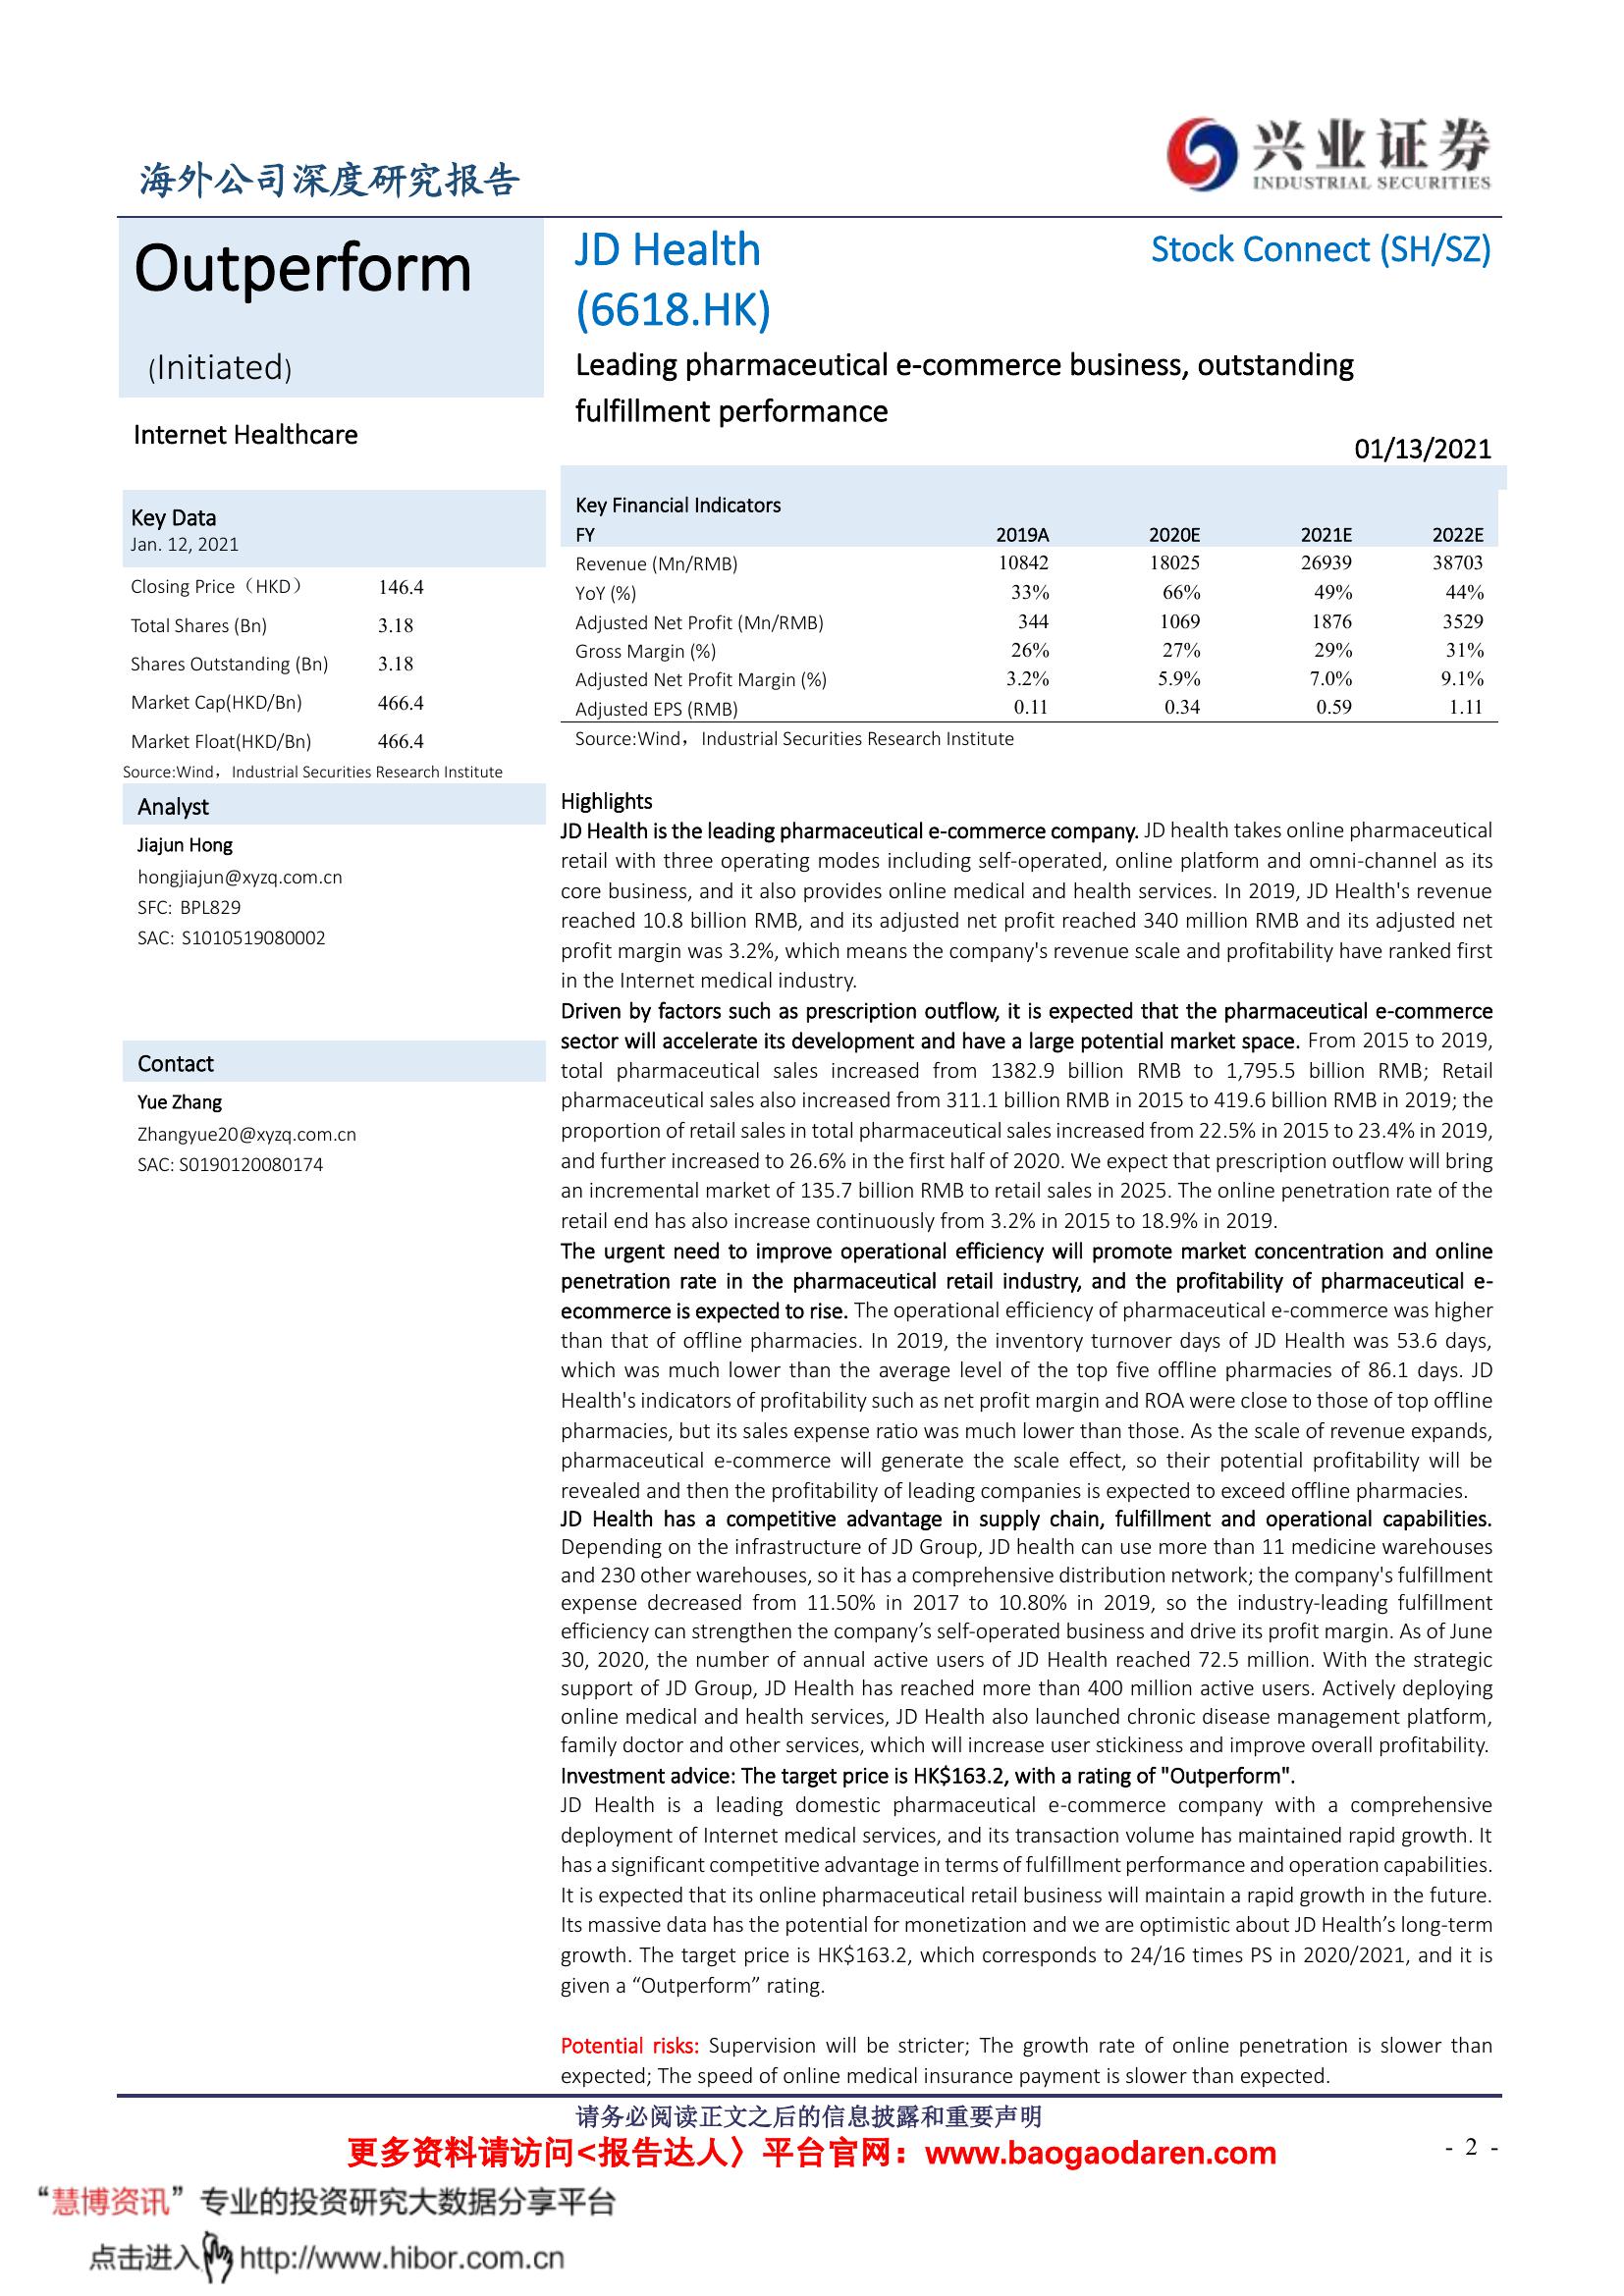 海外公司深度研究报告
兴业证券
INDUSTRIAL SECURITIES
Outperform
(Initiated)
Internet Healthcare
JD Health
(6618.HK)
Stock Connect (SH/SZ)
Leading pharmaceutical e-commerce business, outstanding
fulfillment performance
01/13/2021
Key Data
Jan. 12, 2021
Closing Price（HKD） 146.4
Total Shares (Bn) 3.18
Shares Outstanding (Bn) 3.18
Market Cap(HKD/Bn) 466.4
Market Float(HKD/Bn) 466.4
Source:Wind，Industrial Securities Research Institute
Analyst
Jiajun Hong
hongjiajun@xyzq.com.cn
SFC: BPL829
SAC: S1010519080002
Contact
Yue Zhang
Zhangyue20@xyzq.com.cn
SAC: S0190120080174
Key Financial Indicators
FY 2019A 2020E 2021E 2022E
Revenue (Mn/RMB) 10842 18025 26939 38703
YoY (%) 33% 66% 49% 44%
Adjusted Net Profit (Mn/RMB) 344 1069 1876 3529
Gross Margin (%) 26% 27% 29% 31%
Adjusted Net Profit Margin (%) 3.2% 5.9% 7.0% 9.1%
Adjusted EPS (RMB) 0.11 0.34 0.59 1.11
Source:Wind，Industrial Securities Research Institute
Highlights
JD Health is the leading pharmaceutical e-commerce company. JD health takes online pharmaceutical
retail with three operating modes including self-operated, online platform and omni-channel as its
core business, and it also provides online medical and health services. In 2019, JD Health's revenue
reached 10.8 billion RMB, and its adjusted net profit reached 340 million RMB and its adjusted net
profit margin was 3.2%, which means the company's revenue scale and profitability have ranked first
in the Internet medical industry.
Driven by factors such as prescription outflow, it is expected that the pharmaceutical e-commerce
sector will accelerate its development and have a large potential market space. From 2015 to 2019,
total pharmaceutical sales increased from 1382.9 billion RMB to 1,795.5 billion RMB; Retail
pharmaceutical sales also increased from 311.1 billion RMB in 2015 to 419.6 billion RMB in 2019; the
proportion of retail sales in total pharmaceutical sales increased from 22.5% in 2015 to 23.4% in 2019,
and further increased to 26.6% in the first half of 2020. We expect that prescription outflow will bring
an incremental market of 135.7 billion RMB to retail sales in 2025. The online penetration rate of the
retail end has also increase continuously from 3.2% in 2015 to 18.9% in 2019.
The urgent need to improve operational efficiency will promote market concentration and online
penetration rate in the pharmaceutical retail industry, and the profitability of pharmaceutical e-
ecommerce is expected to rise. The operational efficiency of pharmaceutical e-commerce was higher
than that of offline pharmacies. In 2019, the inventory turnover days of JD Health was 53.6 days,
which was much lower than the average level of the top five offline pharmacies of 86.1 days. JD
Health's indicators of profitability such as net profit margin and ROA were close to those of top offline
pharmacies, but its sales expense ratio was much lower than those. As the scale of revenue expands,
pharmaceutical e-commerce will generate the scale effect, so their potential profitability will be
revealed and then the profitability of leading companies is expected to exceed offline pharmacies.
JD Health has a competitive advantage in supply chain, fulfillment and operational capabilities.
Depending on the infrastructure of JD Group, JD health can use more than 11 medicine warehouses
and 230 other warehouses, so it has a comprehensive distribution network; the company's fulfillment
expense decreased from 11.50% in 2017 to 10.80% in 2019, so the industry-leading fulfillment
efficiency can strengthen the company’s self-operated business and drive its profit margin. As of June
30, 2020, the number of annual active users of JD Health reached 72.5 million. With the strategic
support of JD Group, JD Health has reached more than 400 million active users. Actively deploying
online medical and health services, JD Health also launched chronic disease management platform,
family doctor and other services, which will increase user stickiness and improve overall profitability.
Investment advice: The target price is HK$163.2, with a rating of "Outperform".
JD Health is a leading domestic pharmaceutical e-commerce company with a comprehensive
deployment of Internet medical services, and its transaction volume has maintained rapid growth. It
has a significant competitive advantage in terms of fulfillment performance and operation capabilities.
It is expected that its online pharmaceutical retail business will maintain a rapid growth in the future.
Its massive data has the potential for monetization and we are optimistic about JD Health’s long-term
growth. The target price is HK$163.2, which corresponds to 24/16 times PS in 2020/2021, and it is
given a “Outperform” rating.
Potential risks: Supervision will be stricter; The growth rate of online penetration is slower than
expected; The speed of online medical insurance payment is slower than expected.
请务必阅读正文之后的信息披露和重要声明
更多资料请访问<报告达人〉平台官网：www.baogaodaren.com
- 2 -
“慧博资讯”专业的投资研究大数据分享平台
点击进入 http://www.hibor.com.cn